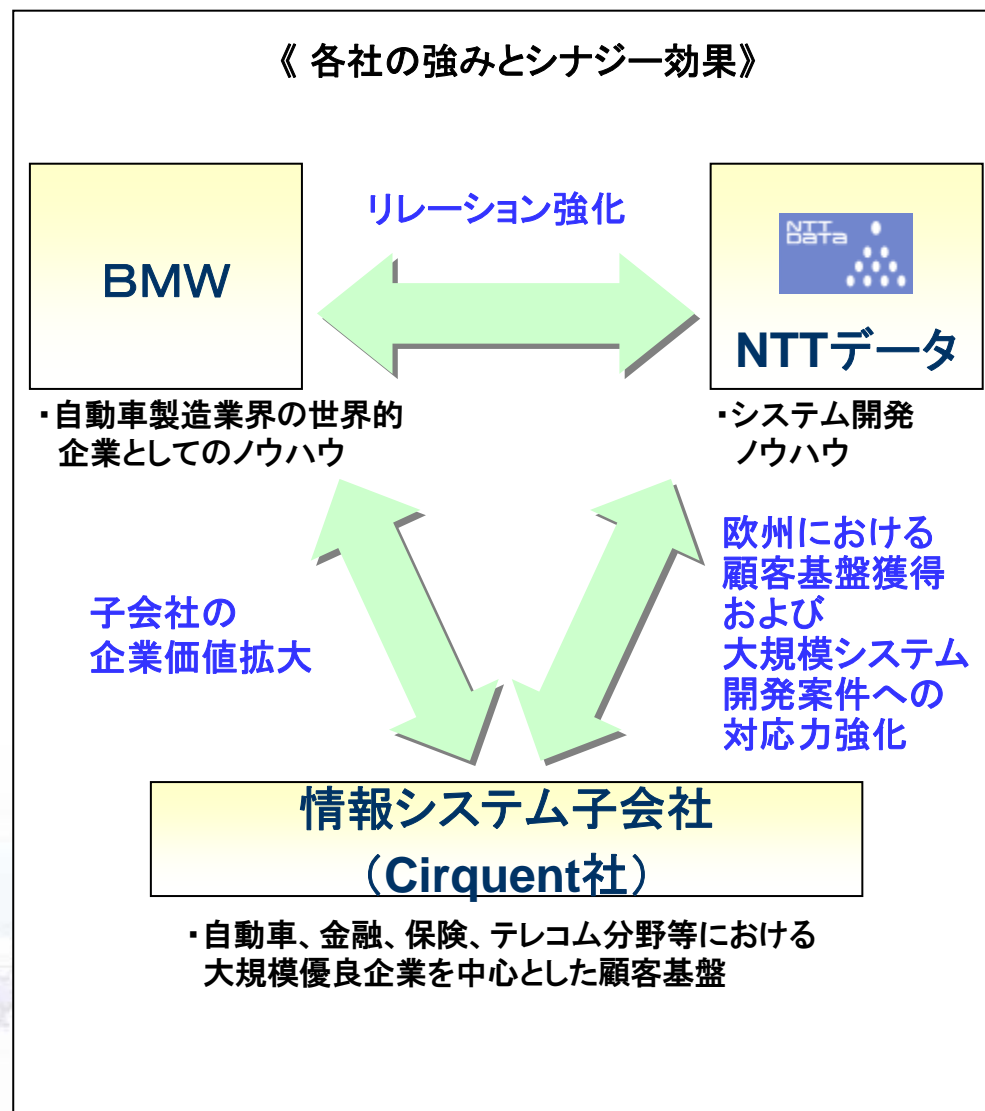 《 各社の強みとシナジー効果》
リレーション強化
BMW
NTT
DATA
NTTデータ
・自動車製造業界の世界的
企業としてのノウハウ
・システム開発
ノウハウ
子会社の
企業価値拡大
欧州における
顧客基盤獲得
および
大規模システム
開発案件への
対応力強化
情報システム子会社
（Cirquent社）
・自動車、金融、保険、テレコム分野等における
大規模優良企業を中心とした顧客基盤